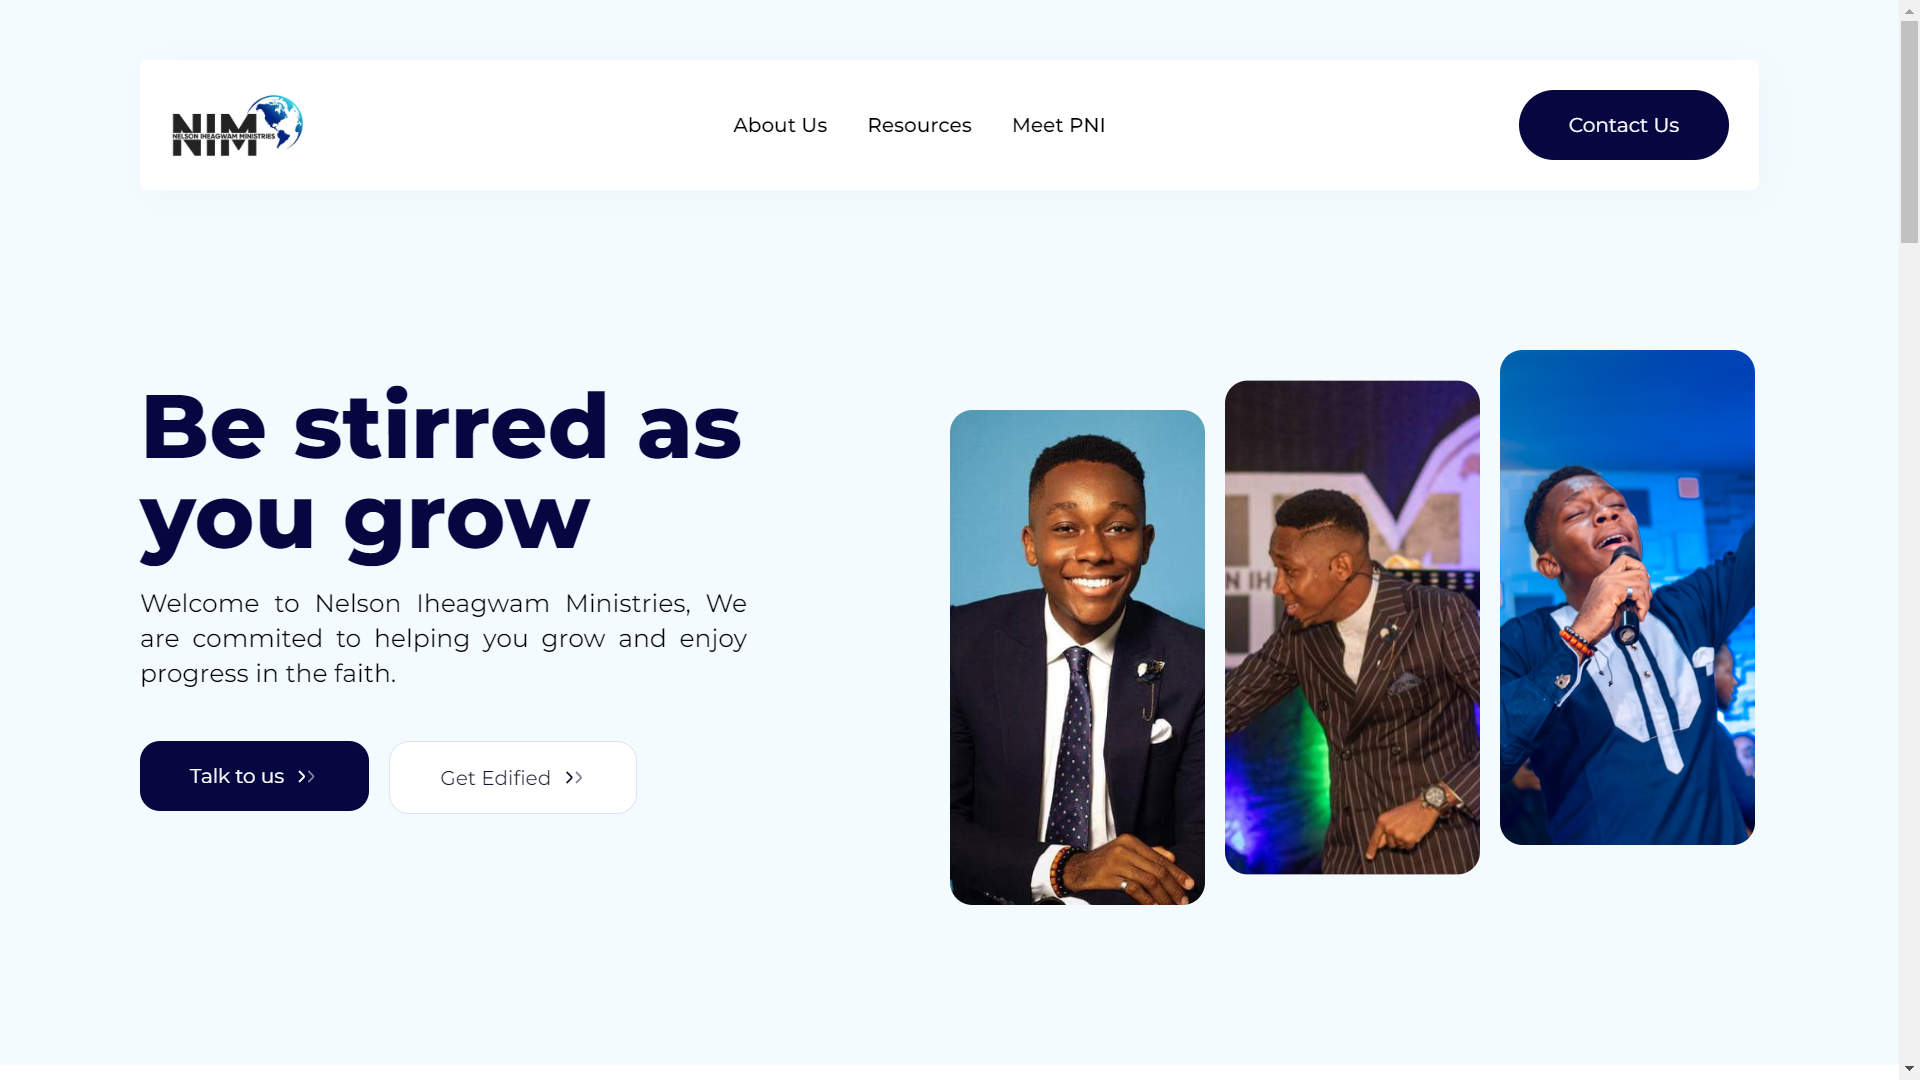 NIM
NELSON IHEAGWAM MINISTRIES
NIM
About Us
Resources
Meet PNI
Contact Us
Be stirred as
you grow
Welcome to Nelson Iheagwam Ministries, We
are commited to helping you grow and enjoy
progress in the faith.
Talk to us
Get Edified
N IH